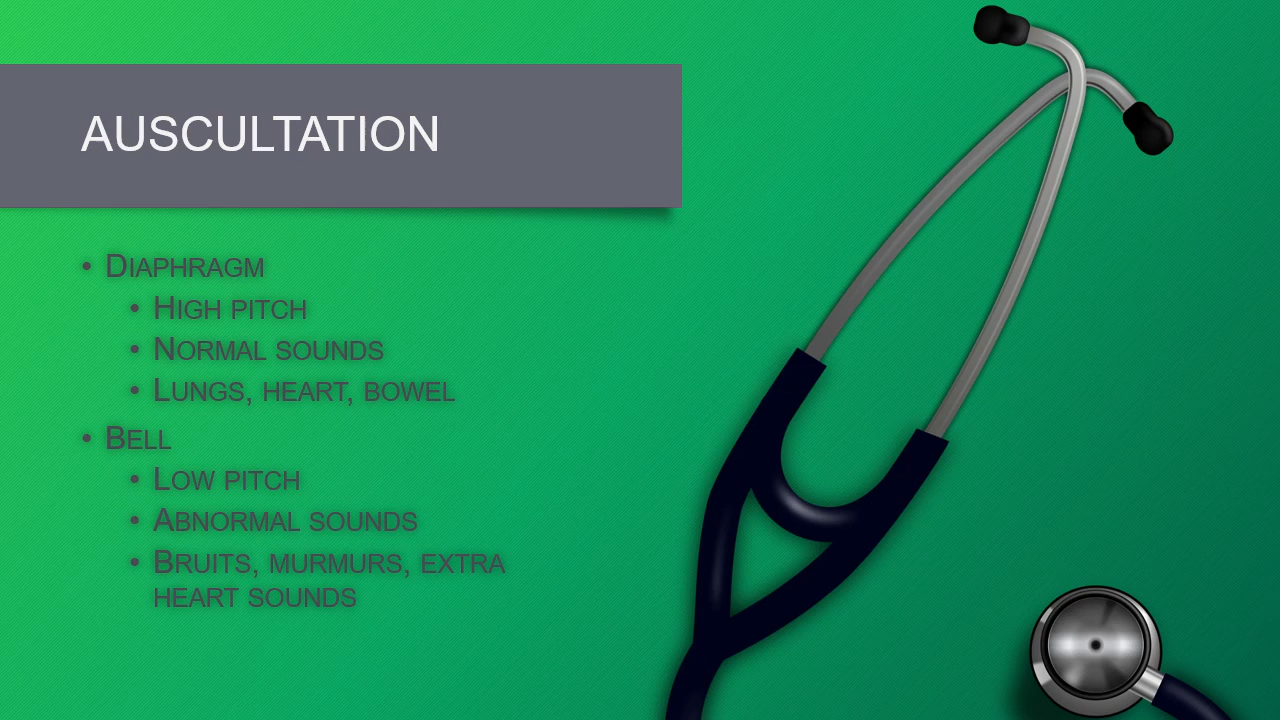 AUSCULTATION
• Diaphragm
• High pitch
• Normal sounds
• Lungs, heart, bowel
• Bell
• Low pitch
• Abnormal sounds
• Bruits, murmurs, extra
heart sounds